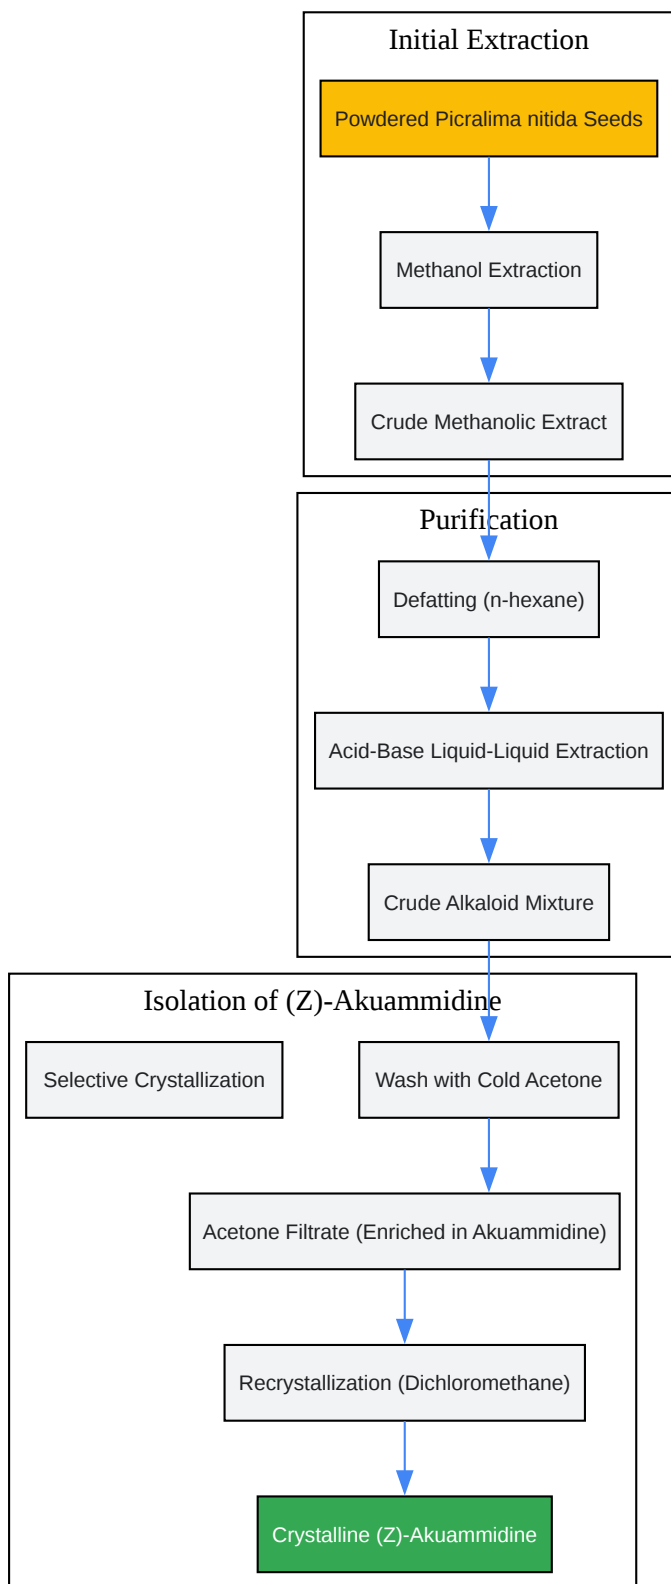 Initial Extraction
Powdered Picralima nitida Seeds
Methanol Extraction
Crude Methanolic Extract
Purification
Defatting (n-hexane)
Acid-Base Liquid-Liquid Extraction
Crude Alkaloid Mixture
Isolation of (Z)-Akuammidine
Selective Crystallization
Wash with Cold Acetone
Acetone Filtrate (Enriched in Akuammidine)
Recrystallization (Dichloromethane)
Crystalline (Z)-Akuammidine